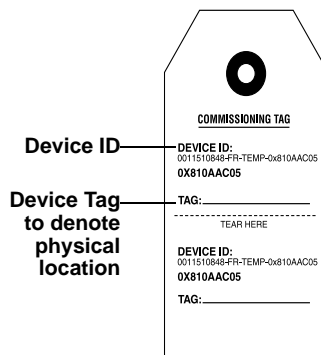 COMMISSIONING TAG
Device ID
DEVICE ID:
0011510848-FR-TEMP-0x810AAC05
0X810AAC05
Device Tag
to denote
physical
location
TAG:
TEAR HERE
DEVICE ID:
0011510848-FR-TEMP-0x810AAC05
0X810AAC05
TAG: